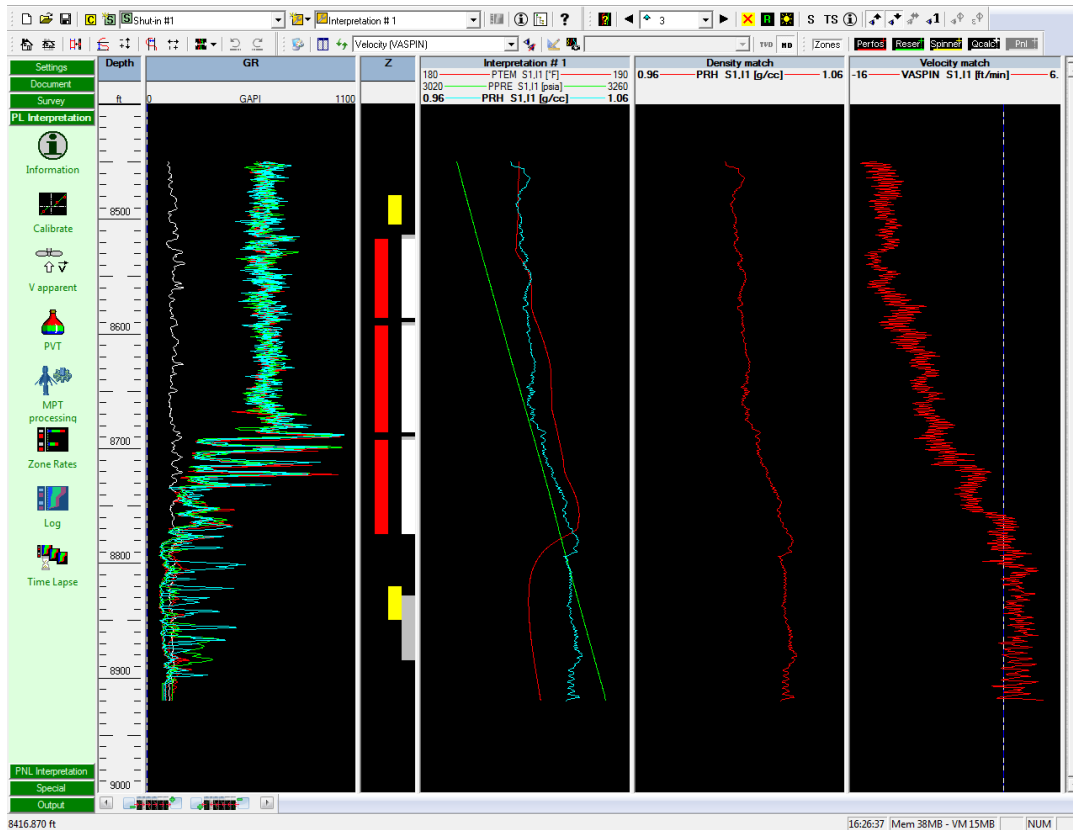 Shut-in #1 Interpretation # 1 3 S TS 1
Velocity (VASPIN) TVD MD Zones Perfos Reser Spinner Qcalc Pnl
Settings
Document
Survey
PL Interpretation
Information
Calibrate
V apparent
PVT
MPT
processing
Zone Rates
Log
Time Lapse
PNL Interpretation
Special
Output
Depth GR Z Interpretation # 1 Density match Velocity match
180 PTEM S1,I1 [°F] 190 0.96 PRH S1,I1 [g/cc] 1.06 -16 VASPIN S1,I1 [ft/min] 6.
3020 PPRE S1,I1 [psia] 3260
ft 0 GAPI 1100 0.96 PRH S1,I1 [g/cc] 1.06
8500
8600
8700
8800
8900
9000
8416.870 ft 16:26:37 Mem 38MB - VM 15MB NUM